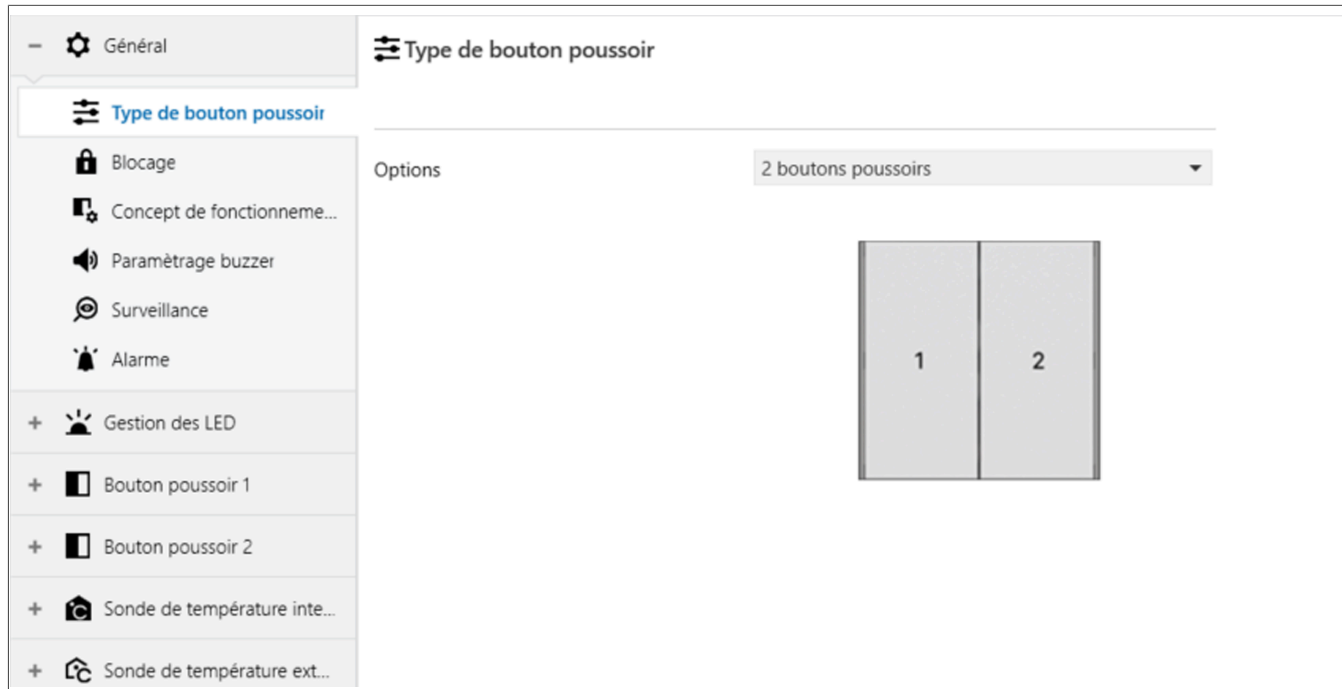 Général
Type de bouton poussoir
Type de bouton poussoir
Blocage
Options
2 boutons poussoirs
Concept de fonctionneme...
Paramètrage buzzer
Surveillance
Alarme
1
2
Gestion des LED
Bouton poussoir 1
Bouton poussoir 2
Sonde de température inte...
Sonde de température ext...